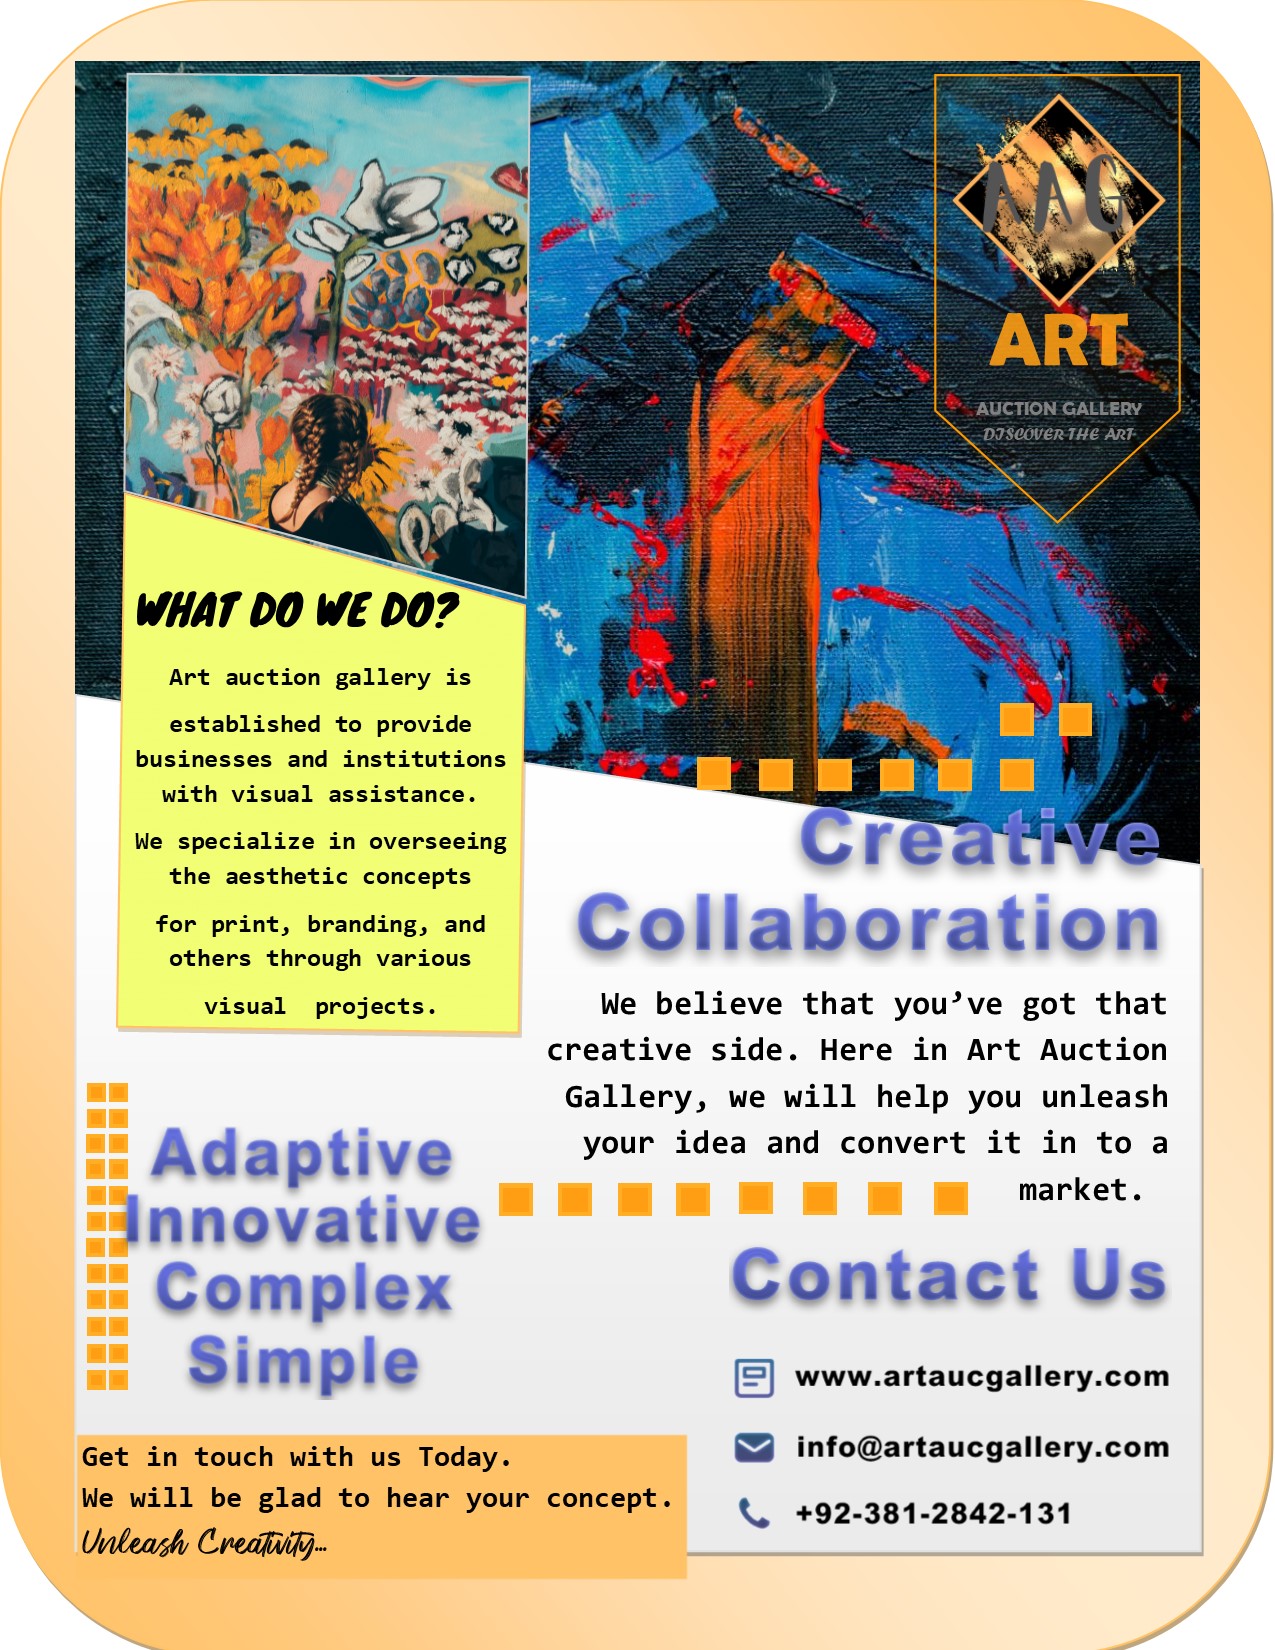 AAG
ART
AUCTION GALLERY
DISCOVER THE ART
WHAT DO WE DO?
Art auction gallery is
established to provide
businesses and institutions
with visual assistance.
We specialize in overseeing
the aesthetic concepts
for print, branding, and
others through various
visual projects.
Creative
Collaboration
We believe that you’ve got that
creative side. Here in Art Auction
Gallery, we will help you unleash
your idea and convert it in to a
market.
Adaptive
Innovative
Complex
Simple
Contact Us
www.artaucgallery.com
info@artaucgallery.com
+92-381-2842-131
Get in touch with us Today.
We will be glad to hear your concept.
Unleash Creativity...